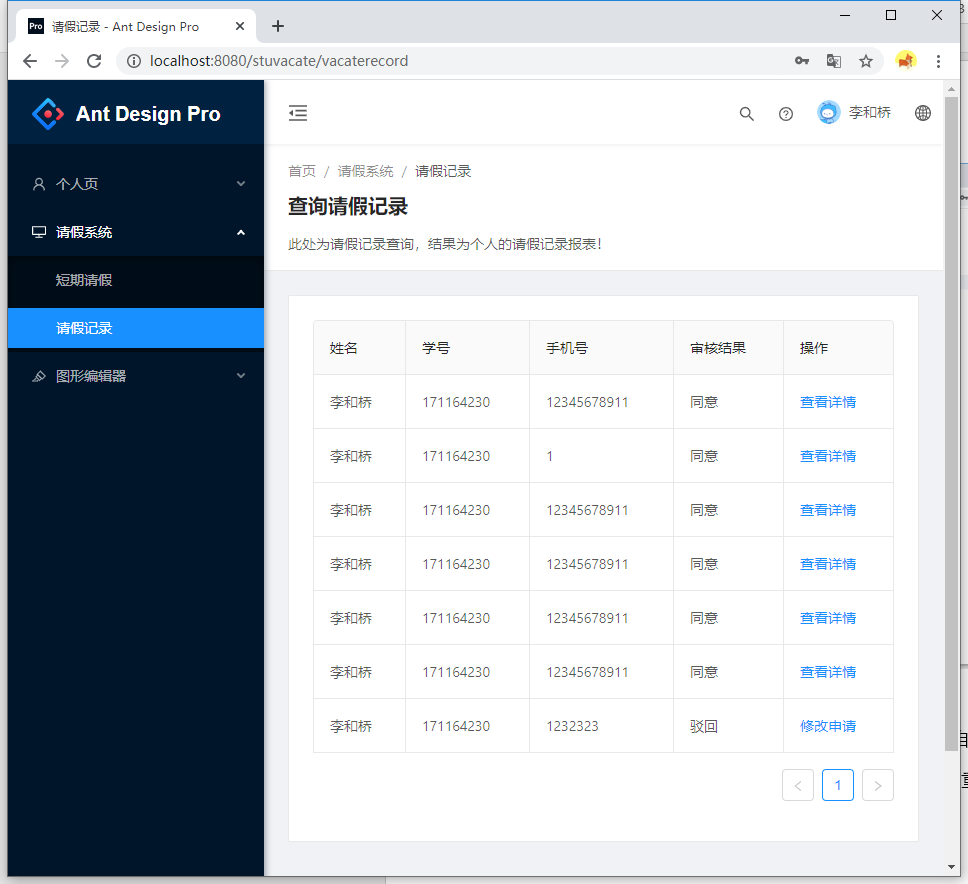 Pro 请假记录 - Ant Design Pro
localhost:8080/stuvacate/vacaterecord
Ant Design Pro
李和桥
个人页
请假系统
短期请假
请假记录
图形编辑器
首页 / 请假系统 / 请假记录
查询请假记录
此处为请假记录查询，结果为个人的请假记录报表！
姓名 学号 手机号 审核结果 操作
李和桥 171164230 12345678911 同意 查看详情
李和桥 171164230 1 同意 查看详情
李和桥 171164230 12345678911 同意 查看详情
李和桥 171164230 12345678911 同意 查看详情
李和桥 171164230 12345678911 同意 查看详情
李和桥 171164230 12345678911 同意 查看详情
李和桥 171164230 1232323 驳回 修改申请
< 1 >